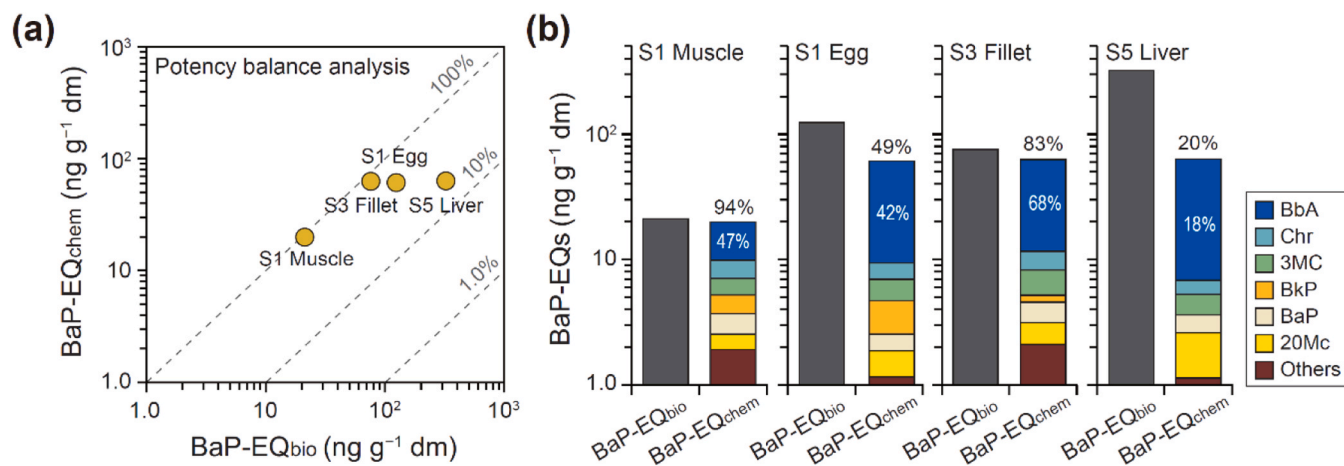 (a)
Potency balance analysis
100%
10%
1.0%
S1 Egg
S3 Fillet
S5 Liver
S1 Muscle
10³
10²
10
1.0
BaP-EQchem (ng g⁻¹ dm)
1.0
10
10²
10³
BaP-EQbio (ng g⁻¹ dm)
(b)
S1 Muscle
S1 Egg
S3 Fillet
S5 Liver
BaP-EQs (ng g⁻¹ dm)
10²
10
1.0
94%
47%
49%
42%
83%
68%
20%
18%
BaP-EQbio
BaP-EQchem
BaP-EQbio
BaP-EQchem
BaP-EQbio
BaP-EQchem
BaP-EQbio
BaP-EQchem
BbA
Chr
3MC
BkP
BaP
20Mc
Others